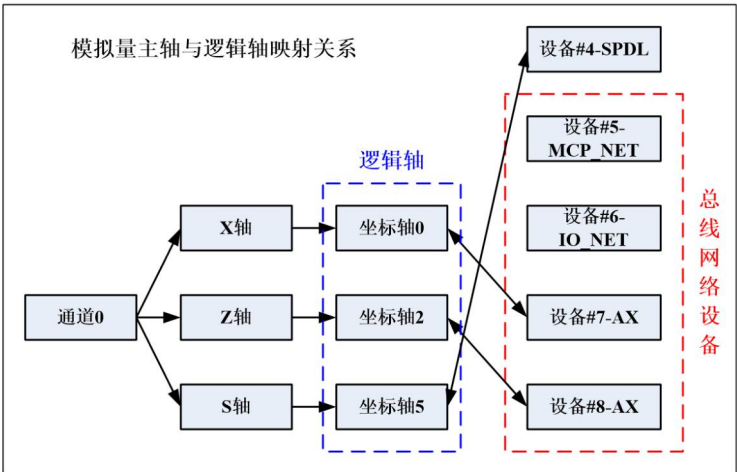 模拟量主轴与逻辑轴映射关系
设备#4-SPDL
设备#5-
MCP_NET
逻辑轴
设备#6-
IO_NET
X轴
坐标轴0
通道0
Z轴
坐标轴2
设备#7-AX
S轴
坐标轴5
设备#8-AX
总
线
网
络
设
备